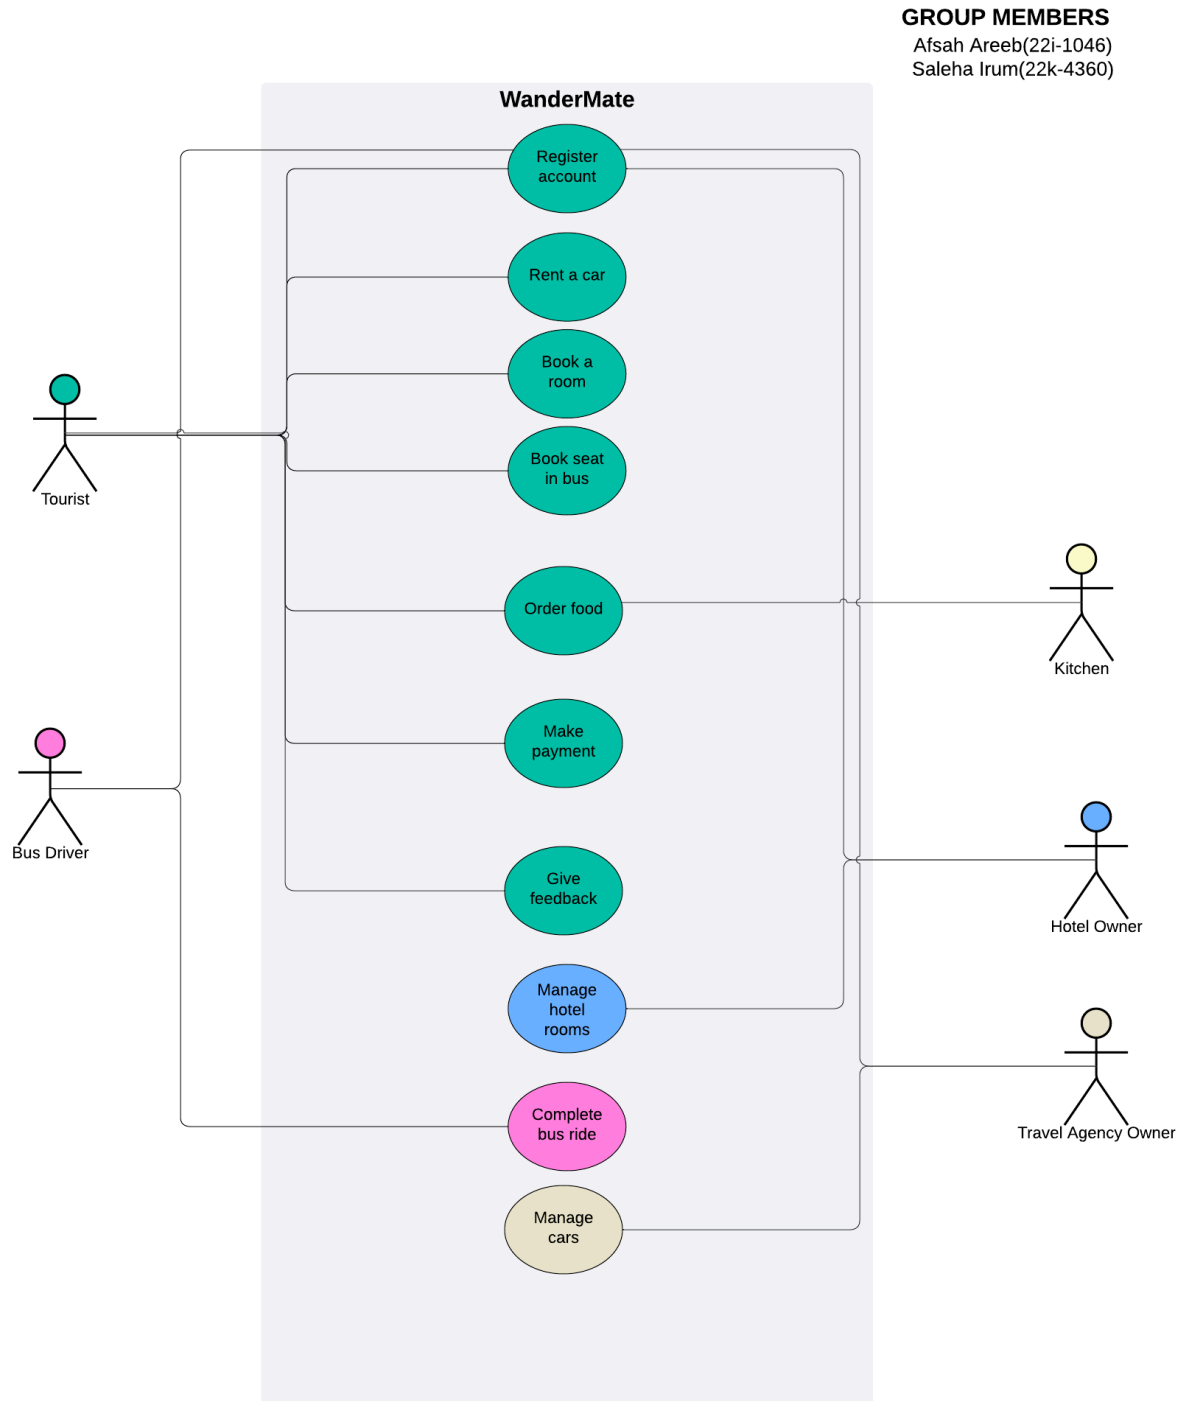 GROUP MEMBERS
Afsah Areeb(22i-1046)
Saleha Irum(22k-4360)
WanderMate
Register
account
Rent a car
Book a
room
Book seat
in bus
Tourist
Order food
Kitchen
Make
payment
Bus Driver
Give
feedback
Hotel Owner
Manage
hotel
rooms
Complete
bus ride
Travel Agency Owner
Manage
cars